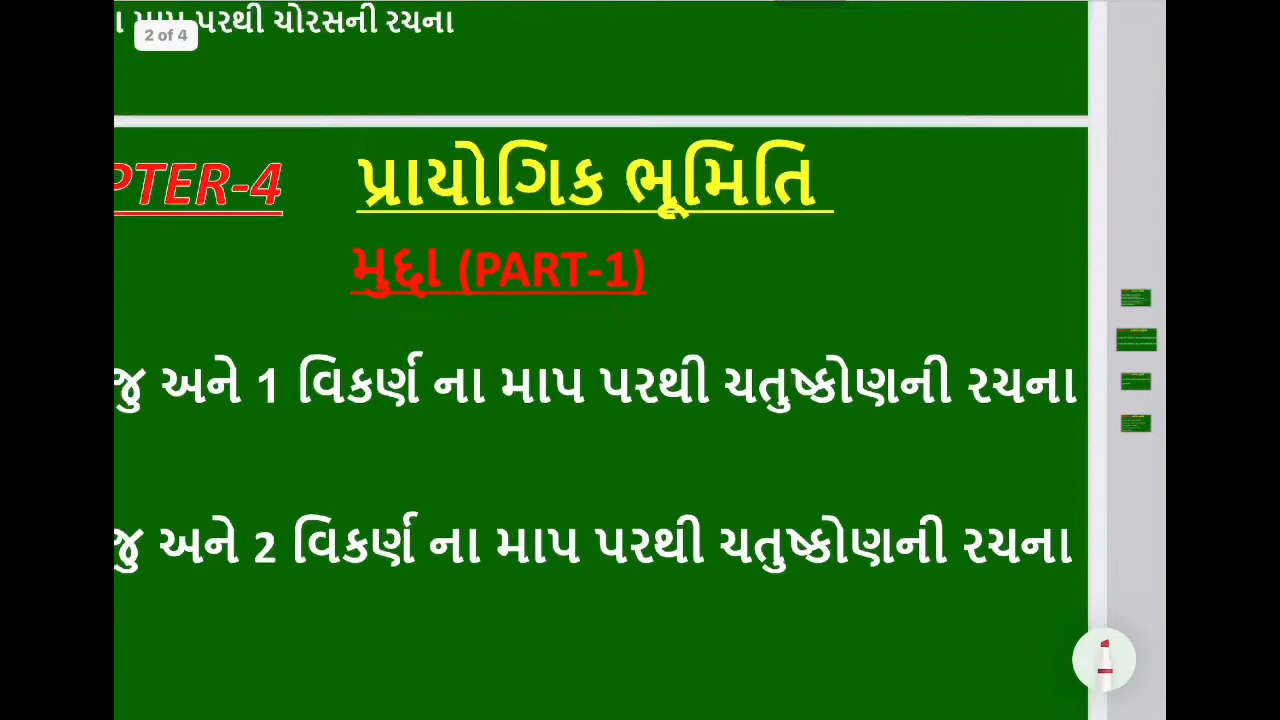 પરથી ચોરસની રચના
2 of 4
PTER-4 પ્રાયોગિક ભૂમિતિ
મુદ્દા (PART-1)
જુ અને 1 વિકર્ણ ના માપ પરથી ચતુષ્કોણની રચના
જુ અને 2 વિકર્ણ ના માપ પરથી ચતુષ્કોણની રચના